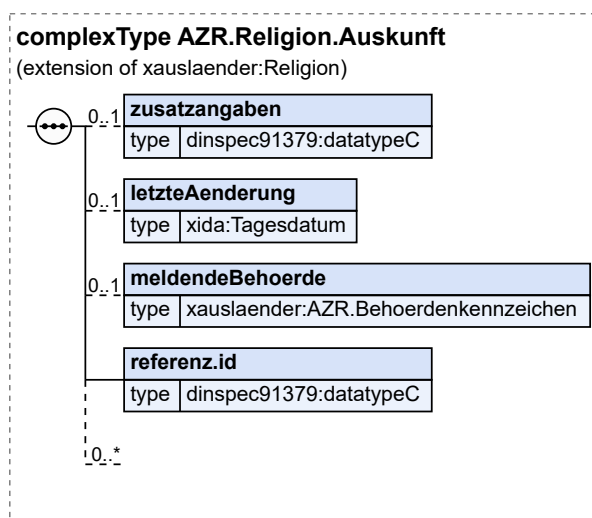 complexType AZR.Religion.Auskunft
(extension of xauslaender:Religion)
0..1 zusatzangaben
type dinspec91379:datatypeC
0..1 letzteAenderung
type xida:Tagesdatum
0..1 meldendeBehoerde
type xauslaender:AZR.Behoerdenkennzeichen
referenz.id
type dinspec91379:datatypeC
0..*